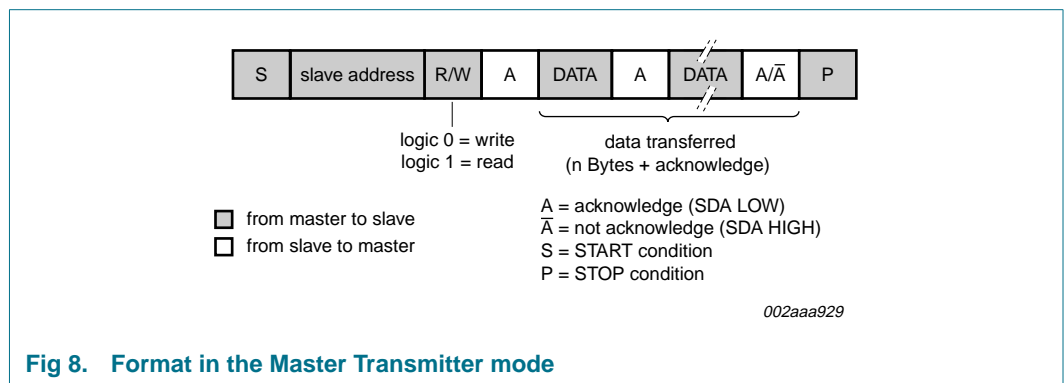 S slave address R/W A DATA A DATA A/A̅ P
logic 0 = write
logic 1 = read
data transferred
(n Bytes + acknowledge)
from master to slave
from slave to master
A = acknowledge (SDA LOW)
A̅ = not acknowledge (SDA HIGH)
S = START condition
P = STOP condition
002aaa929
Fig 8. Format in the Master Transmitter mode